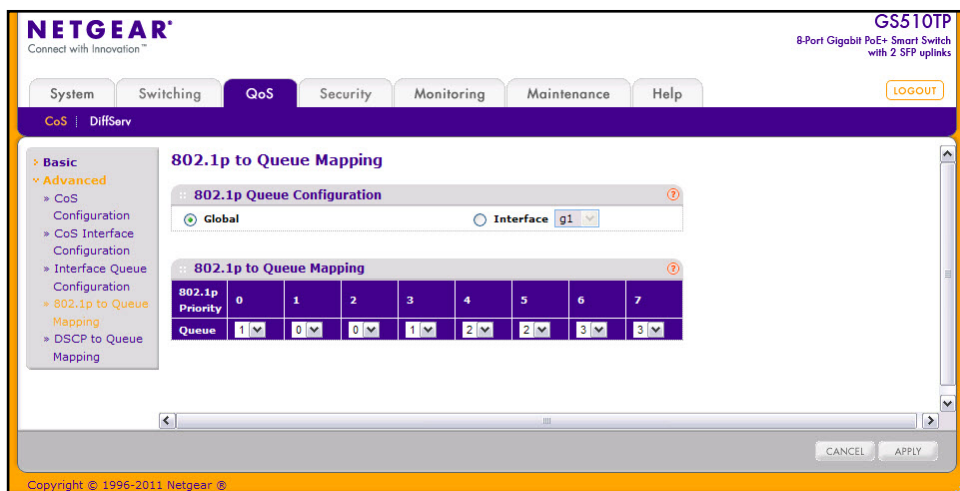 NETGEAR®
Connect with Innovation™
GS510TP
8-Port Gigabit PoE+ Smart Switch
with 2 SFP uplinks
System Switching QoS Security Monitoring Maintenance Help
LOGOUT
CoS | DiffServ
Basic
Advanced
» CoS
Configuration
» CoS Interface
Configuration
» Interface Queue
Configuration
» 802.1p to Queue
Mapping
» DSCP to Queue
Mapping
802.1p to Queue Mapping
802.1p Queue Configuration ?
Global Interface g1
802.1p to Queue Mapping ?
802.1p
Priority 0 1 2 3 4 5 6 7
Queue 1 0 0 1 2 2 3 3
CANCEL APPLY
Copyright © 1996-2011 Netgear ®